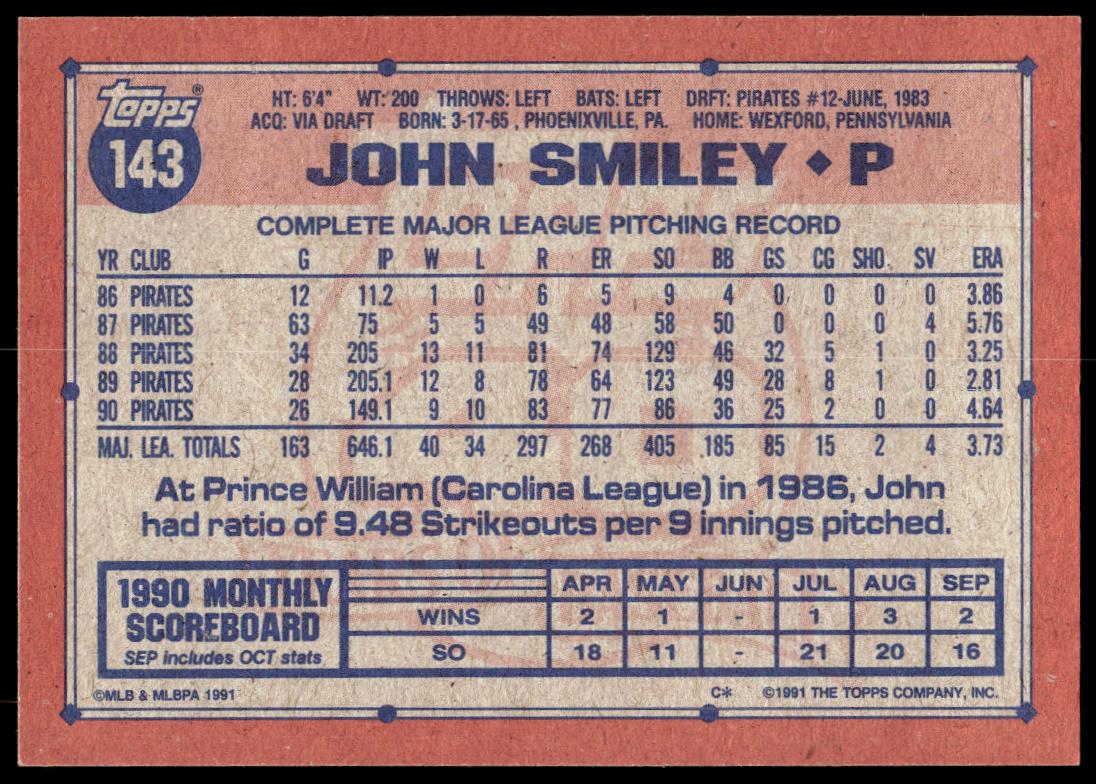 topps®
143
HT: 6'4" WT: 200 THROWS: LEFT BATS: LEFT DRFT: PIRATES #12-JUNE, 1983
ACQ: VIA DRAFT BORN: 3-17-65 , PHOENIXVILLE, PA. HOME: WEXFORD, PENNSYLVANIA
JOHN SMILEY ◆ P
COMPLETE MAJOR LEAGUE PITCHING RECORD
YR CLUB G IP W L R ER SO BB GS CG SHO SV ERA
86 PIRATES 12 11.2 1 0 6 5 9 4 0 0 0 0 3.86
87 PIRATES 63 75 5 5 49 48 58 50 0 0 0 4 5.76
88 PIRATES 34 205 13 11 81 74 129 46 32 5 1 0 3.25
89 PIRATES 28 205.1 12 8 78 64 123 49 28 8 1 0 2.81
90 PIRATES 26 149.1 9 10 83 77 86 36 25 2 0 0 4.64
MAJ. LEA. TOTALS 163 646.1 40 34 297 268 405 185 85 15 2 4 3.73
At Prince William (Carolina League) in 1986, John
had ratio of 9.48 Strikeouts per 9 innings pitched.
1990 MONTHLY
SCOREBOARD
SEP includes OCT stats
APR MAY JUN JUL AUG SEP
WINS 2 1 - 1 3 2
SO 18 11 - 21 20 16
©MLB & MLBPA 1991 C* ©1991 THE TOPPS COMPANY, INC.